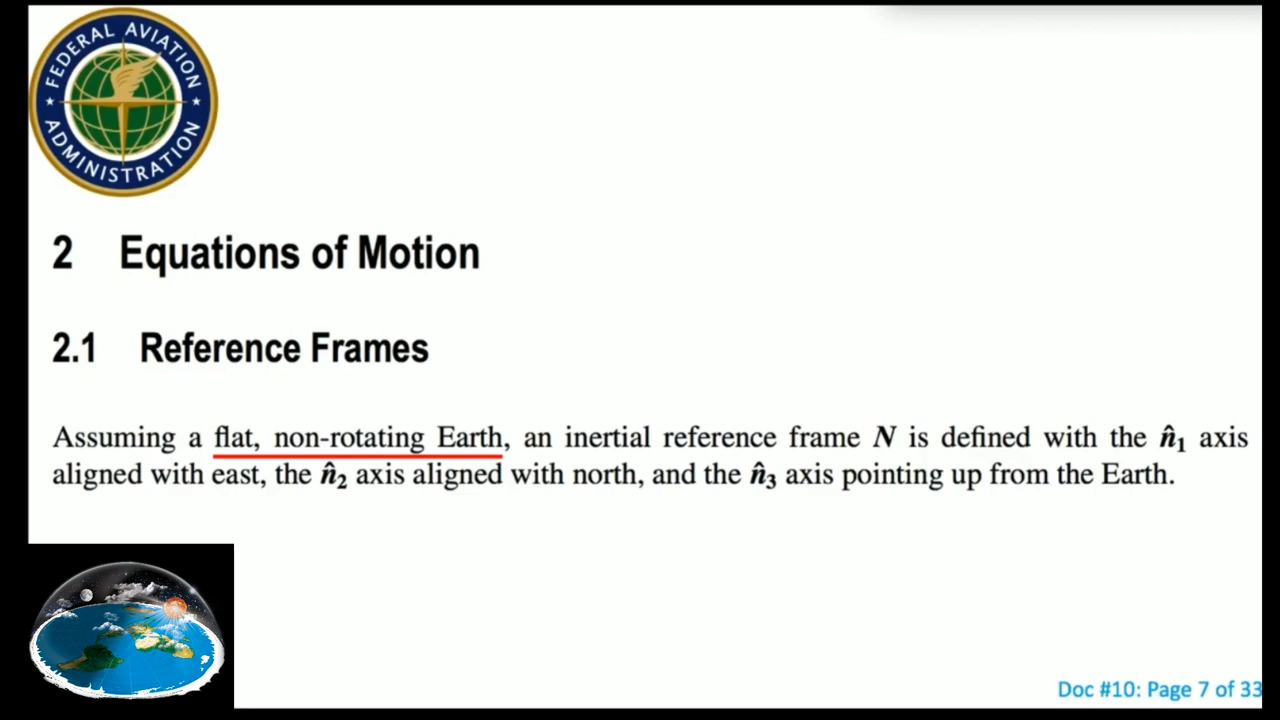 FEDERAL AVIATION
ADMINISTRATION
2 Equations of Motion
2.1 Reference Frames
Assuming a flat, non-rotating Earth, an inertial reference frame N is defined with the n̂₁ axis
aligned with east, the n̂₂ axis aligned with north, and the n̂₃ axis pointing up from the Earth.
Doc #10: Page 7 of 33